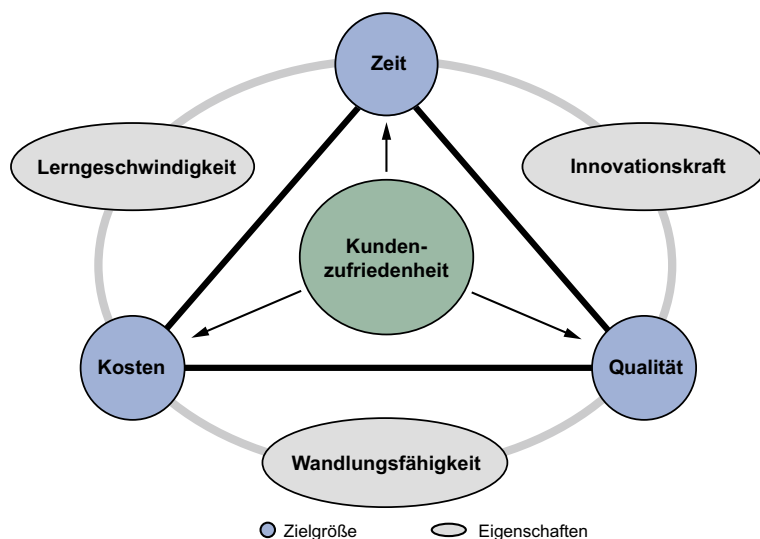 Zeit
Lerngeschwindigkeit
Innovationskraft
Kunden-
zufriedenheit
Kosten
Qualität
Wandlungsfähigkeit
Zielgröße
Eigenschaften